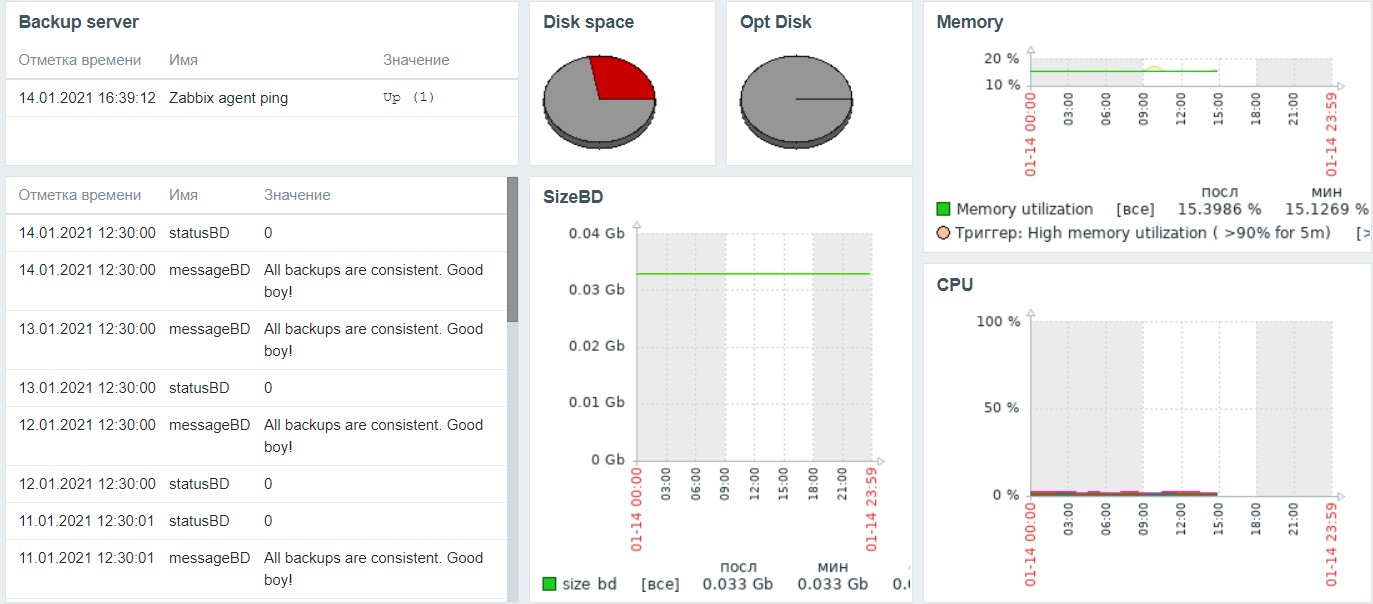 Backup server
Отметка времени Имя Значение
14.01.2021 16:39:12 Zabbix agent ping Up (1)
Отметка времени Имя Значение
14.01.2021 12:30:00 statusBD 0
14.01.2021 12:30:00 messageBD All backups are consistent. Good
boy!
13.01.2021 12:30:00 messageBD All backups are consistent. Good
boy!
13.01.2021 12:30:00 statusBD 0
12.01.2021 12:30:00 messageBD All backups are consistent. Good
boy!
12.01.2021 12:30:00 statusBD 0
11.01.2021 12:30:01 statusBD 0
11.01.2021 12:30:01 messageBD All backups are consistent. Good
boy!
Disk space
Opt Disk
SizeBD
0.04 Gb
0.03 Gb
0.02 Gb
0.01 Gb
0 Gb
01-14 00:00 03:00 06:00 09:00 12:00 15:00 18:00 21:00 01-14 23:59
посл мин
size bd [все] 0.033 Gb 0.033 Gb
Memory
20 %
10 %
01-14 00:00 03:00 06:00 09:00 12:00 15:00 18:00 21:00 01-14 23:59
посл мин
Memory utilization [все] 15.3986 % 15.1269 %
Триггер: High memory utilization ( >90% for 5m) [>
CPU
100 %
50 %
0 %
01-14 00:00 03:00 06:00 09:00 12:00 15:00 18:00 21:00 01-14 23:59